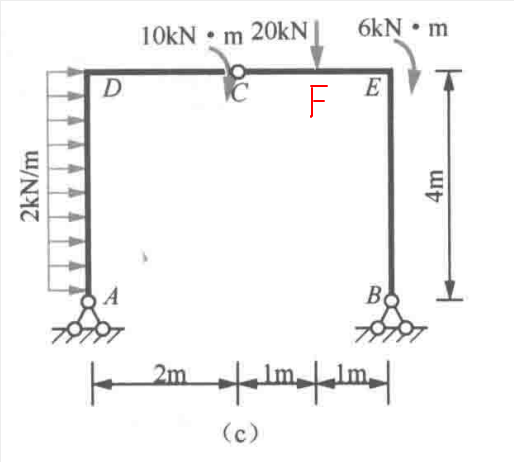 10kN·m 20kN 6kN·m
D C F E
2kN/m
4m
A B
2m 1m 1m
(c)